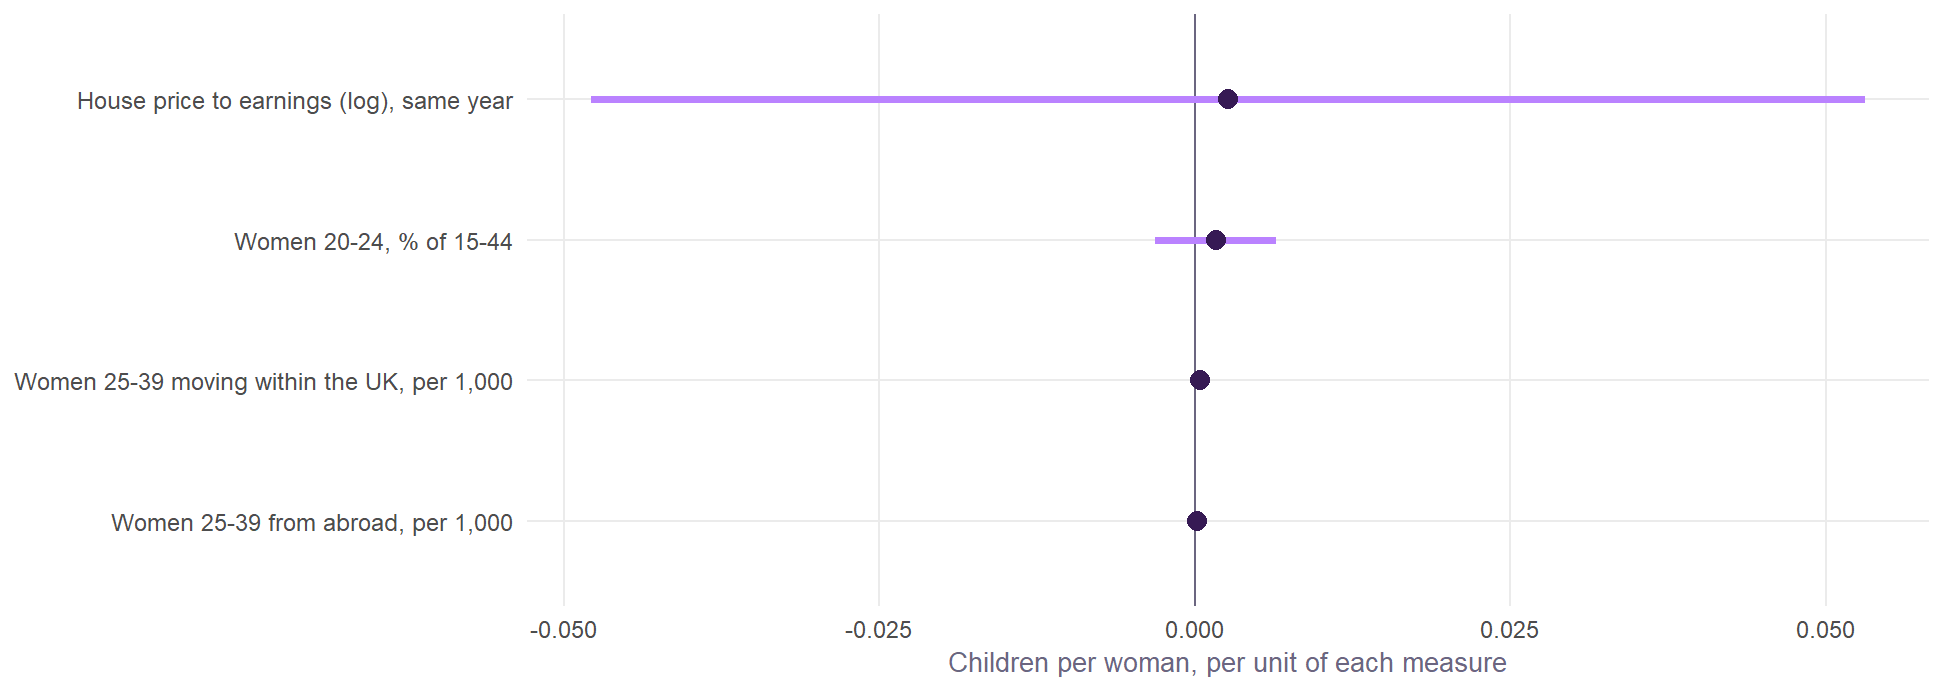 House price to earnings (log), same year
Women 20-24, % of 15-44
Women 25-39 moving within the UK, per 1,000
Women 25-39 from abroad, per 1,000
-0.050 -0.025 0.000 0.025 0.050
Children per woman, per unit of each measure